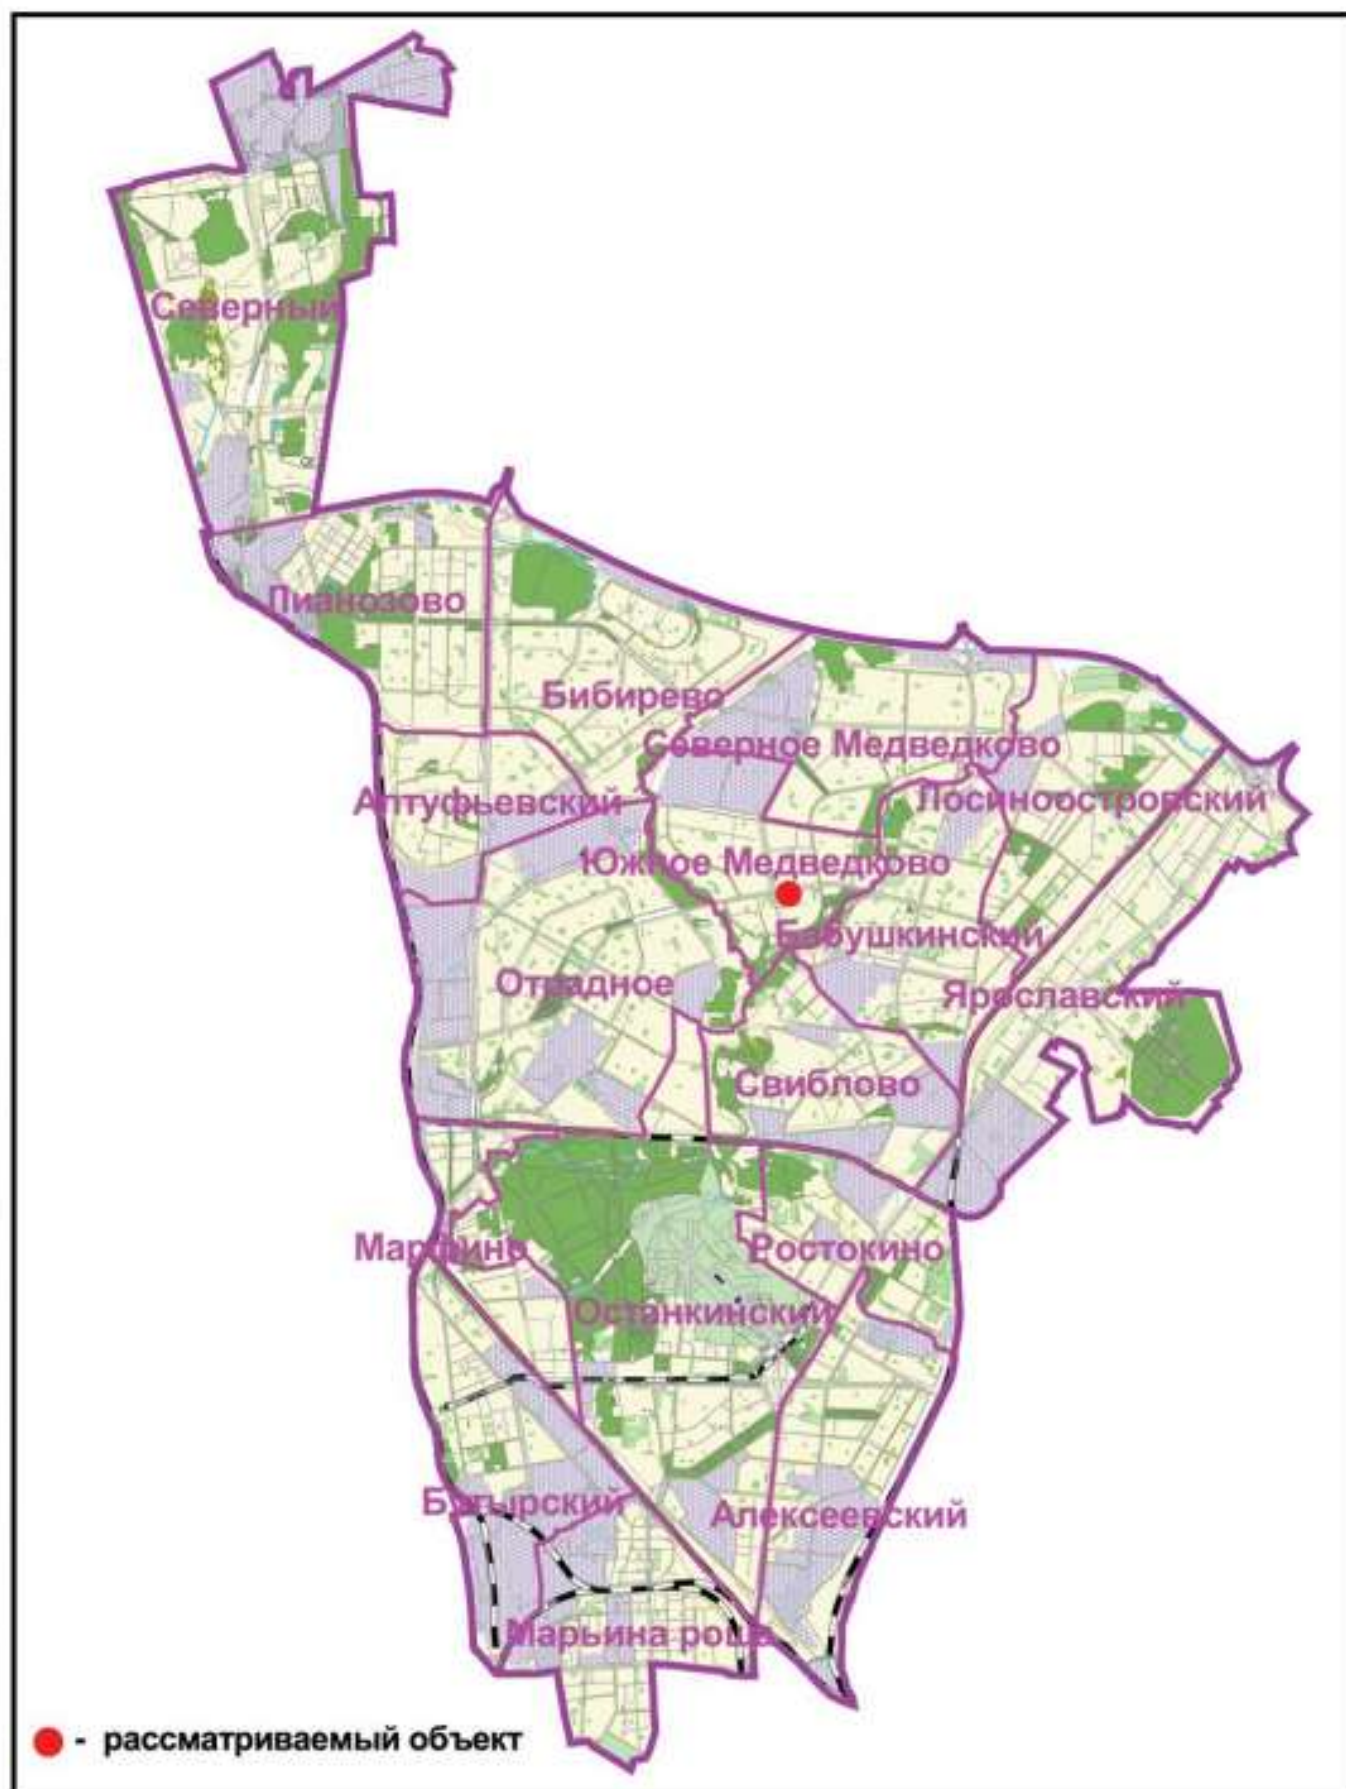 Северный
Лианозово
Бибирево
Северное Медведково
Лосиноостровский
Алтуфьевский
Южное Медведково
Бабушкинский
Отрадное
Ярославский
Свиблово
Марфино
Ростокино
Останкинский
Бутырский
Алексеевский
Марьина роща
- рассматриваемый объект